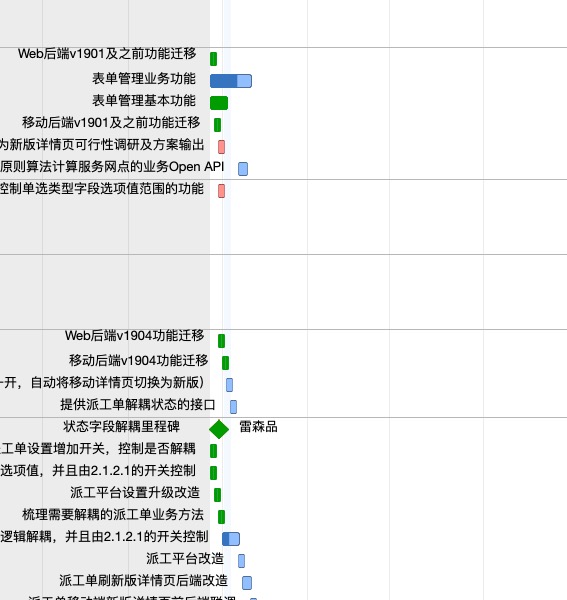 Web后端v1901及之前功能迁移
表单管理业务功能
表单管理基本功能
移动后端v1901及之前功能迁移
为新版详情页可行性调研及方案输出
原则算法计算服务网点的业务Open API
控制单选类型字段选项值范围的功能
Web后端v1904功能迁移
移动后端v1904功能迁移
开，自动将移动详情页切换为新版）
提供派工单解耦状态的接口
状态字段解耦里程碑 雷森品
工单设置增加开关，控制是否解耦
选项值，并且由2.1.2.1的开关控制
派工平台设置升级改造
梳理需要解耦的派工单业务方法
逻辑解耦，并且由2.1.2.1的开关控制
派工平台改造
派工单刷新版详情页后端改造